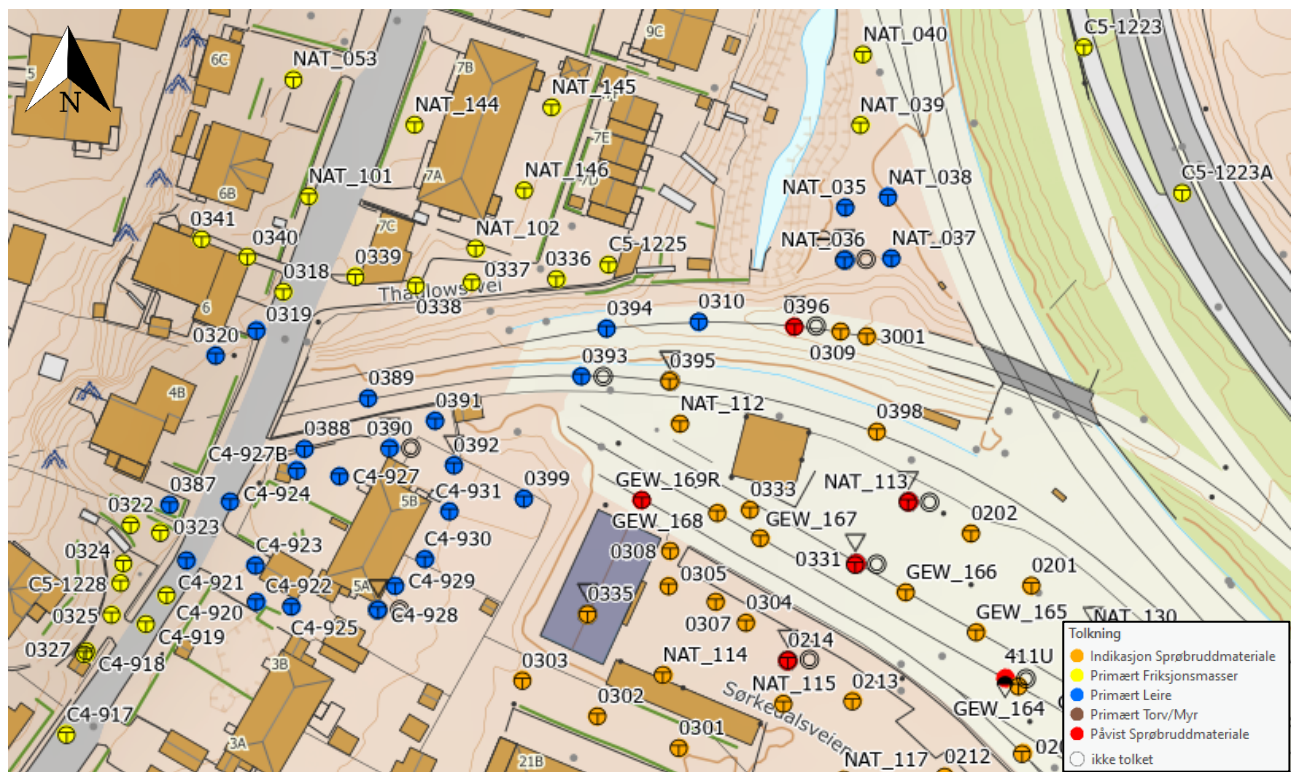 5
6C
NAT_053
7B
9C
NAT_040
C5-1223
N
NAT_144
NAT_145
NAT_039
7E
7A
NAT_146
7D
6B
NAT_101
NAT_035
NAT_038
C5-1223A
7C
0341
0340
NAT_102
C5-1225
NAT_036
NAT_037
0318
0339
0337
0336
Thaulows vei
0338
6
0319
0320
0394
0310
0396
0309
3001
0393
0395
4B
0389
0391
NAT_112
0398
C4-927B
0388
0390
0392
C4-924
C4-927
0399
0387
C4-931
5B
GEW_169,R
0333
NAT_113
0322
0323
GEW_168
GEW_167
0202
0324
C4-923
C4-930
0308
0331
C5-1228
C4-921
C4-922
C4-929
5A
0335
0305
GEW_166
0201
0325
C4-920
C4-925
C4-928
0304
GEW_165
NAT_130
C4-919
0307
0327
C4-918
3B
0303
NAT_114
0214
411U
NAT_115
0213
Sørkedalsveien
GEW_164
C4-917
3A
0302
0301
21B
NAT_117
0212
Tolkning
Indikasjon Sprøbruddmateriale
Primært Friksjonsmasser
Primært Leire
Primært Torv/Myr
Påvist Sprøbruddmateriale
ikke tolket